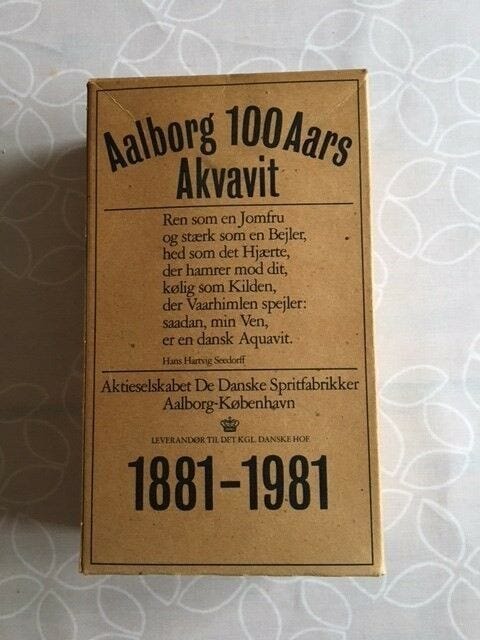 Aalborg 100 Aars
Akvavit
Ren som en Jomfru
og stærk som en Bejler,
hed som det Hjærte,
der hamrer mod dit,
kølig som Kilden,
der Vaarhimlen spejler:
saadan, min Ven,
er en dansk Aquavit.
Hans Hartvig Seedorff
Aktieselskabet De Danske Spritfabrikker
Aalborg-København
LEVERANDØR TIL DET KGL. DANSKE HOF
1881-1981